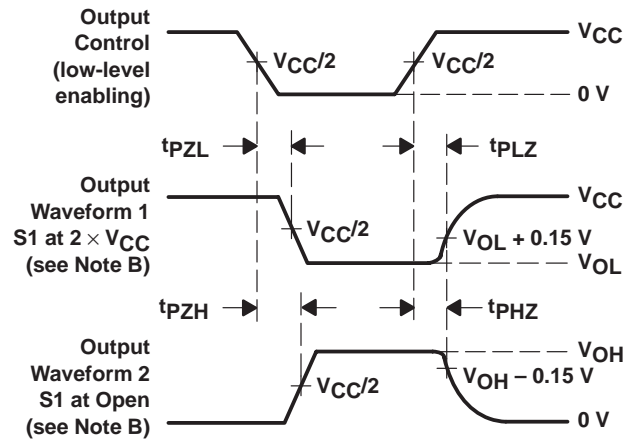 Output
Control
(low-level
enabling)
VCC
VCC/2
VCC/2
0 V
tPZL
tPLZ
Output
Waveform 1
S1 at 2 × VCC
(see Note B)
VCC
VCC/2
VOL + 0.15 V
VOL
tPZH
tPHZ
Output
Waveform 2
S1 at Open
(see Note B)
VOH
VCC/2
VOH – 0.15 V
0 V